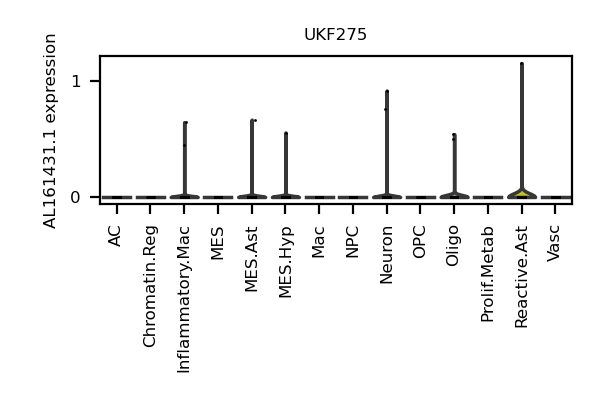 UKF275
AL161431.1 expression
1
0
AC
Chromatin.Reg
Inflammatory.Mac
MES
MES.Ast
MES.Hyp
Mac
NPC
Neuron
OPC
Oligo
Prolif.Metab
Reactive.Ast
Vasc